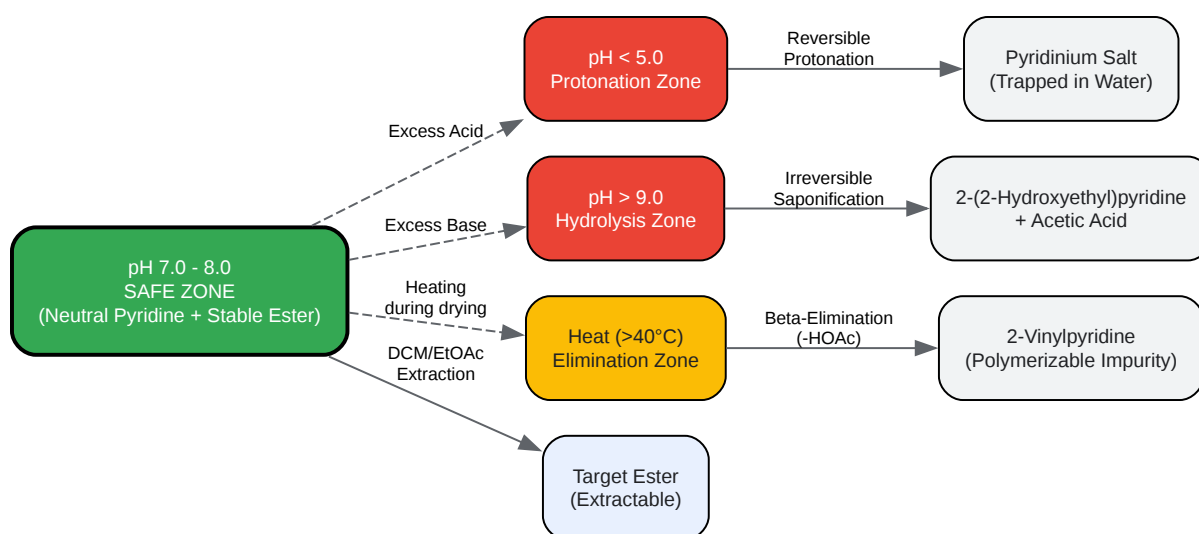 pH < 5.0
Protonation Zone
Reversible
Protonation
Pyridinium Salt
(Trapped in Water)
Excess Acid
pH > 9.0
Hydrolysis Zone
Irreversible
Saponification
2-(2-Hydroxyethyl)pyridine
+ Acetic Acid
Excess Base
pH 7.0 - 8.0
SAFE ZONE
(Neutral Pyridine + Stable Ester)
Heating
during drying
Heat (>40°C)
Elimination Zone
Beta-Elimination
(-HOAc)
2-Vinylpyridine
(Polymerizable Impurity)
DCM/EtOAc
Extraction
Target Ester
(Extractable)